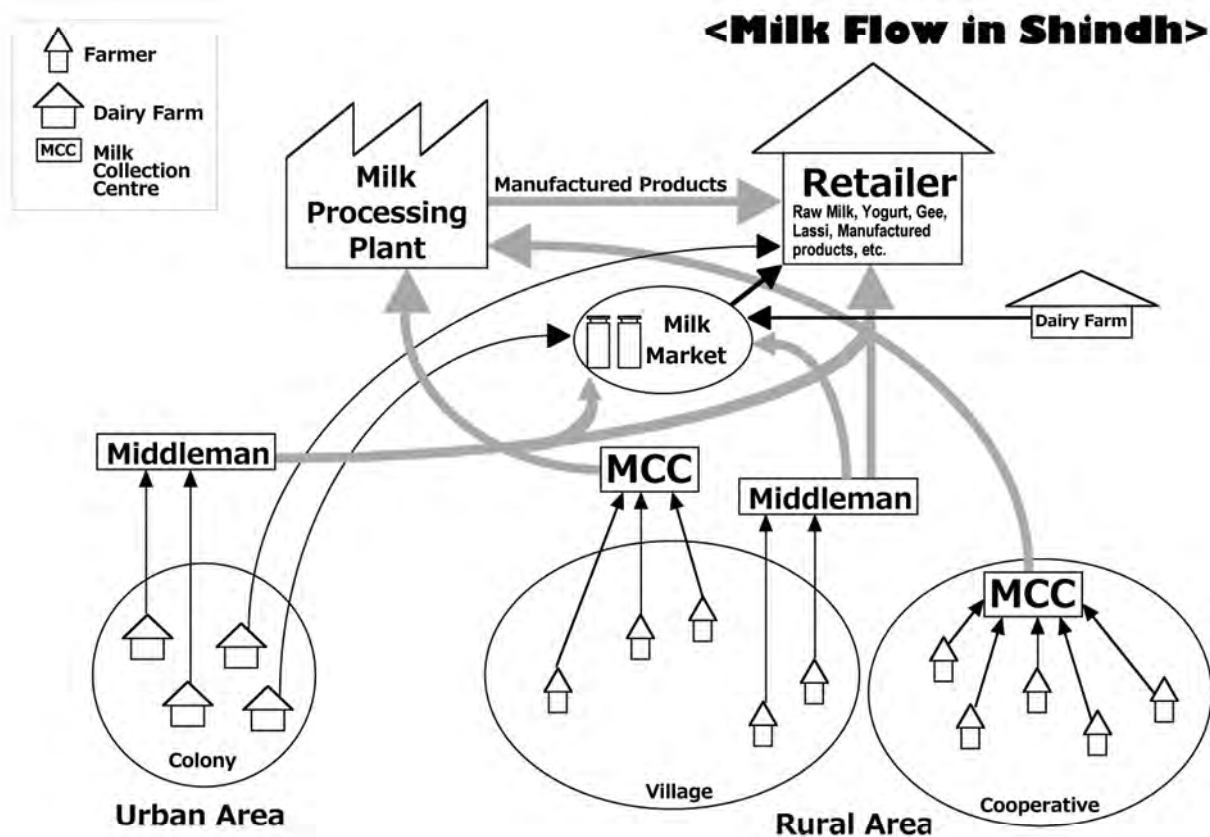 <Milk Flow in Shindh>
Farmer
Dairy Farm
MCC Milk
Collection
Centre
Milk
Processing
Plant
Manufactured Products
Retailer
Raw Milk, Yogurt, Gee,
Lassi, Manufactured
products, etc.
Milk
Market
Dairy Farm
Middleman
MCC
Middleman
MCC
Colony
Village
Cooperative
Urban Area
Rural Area